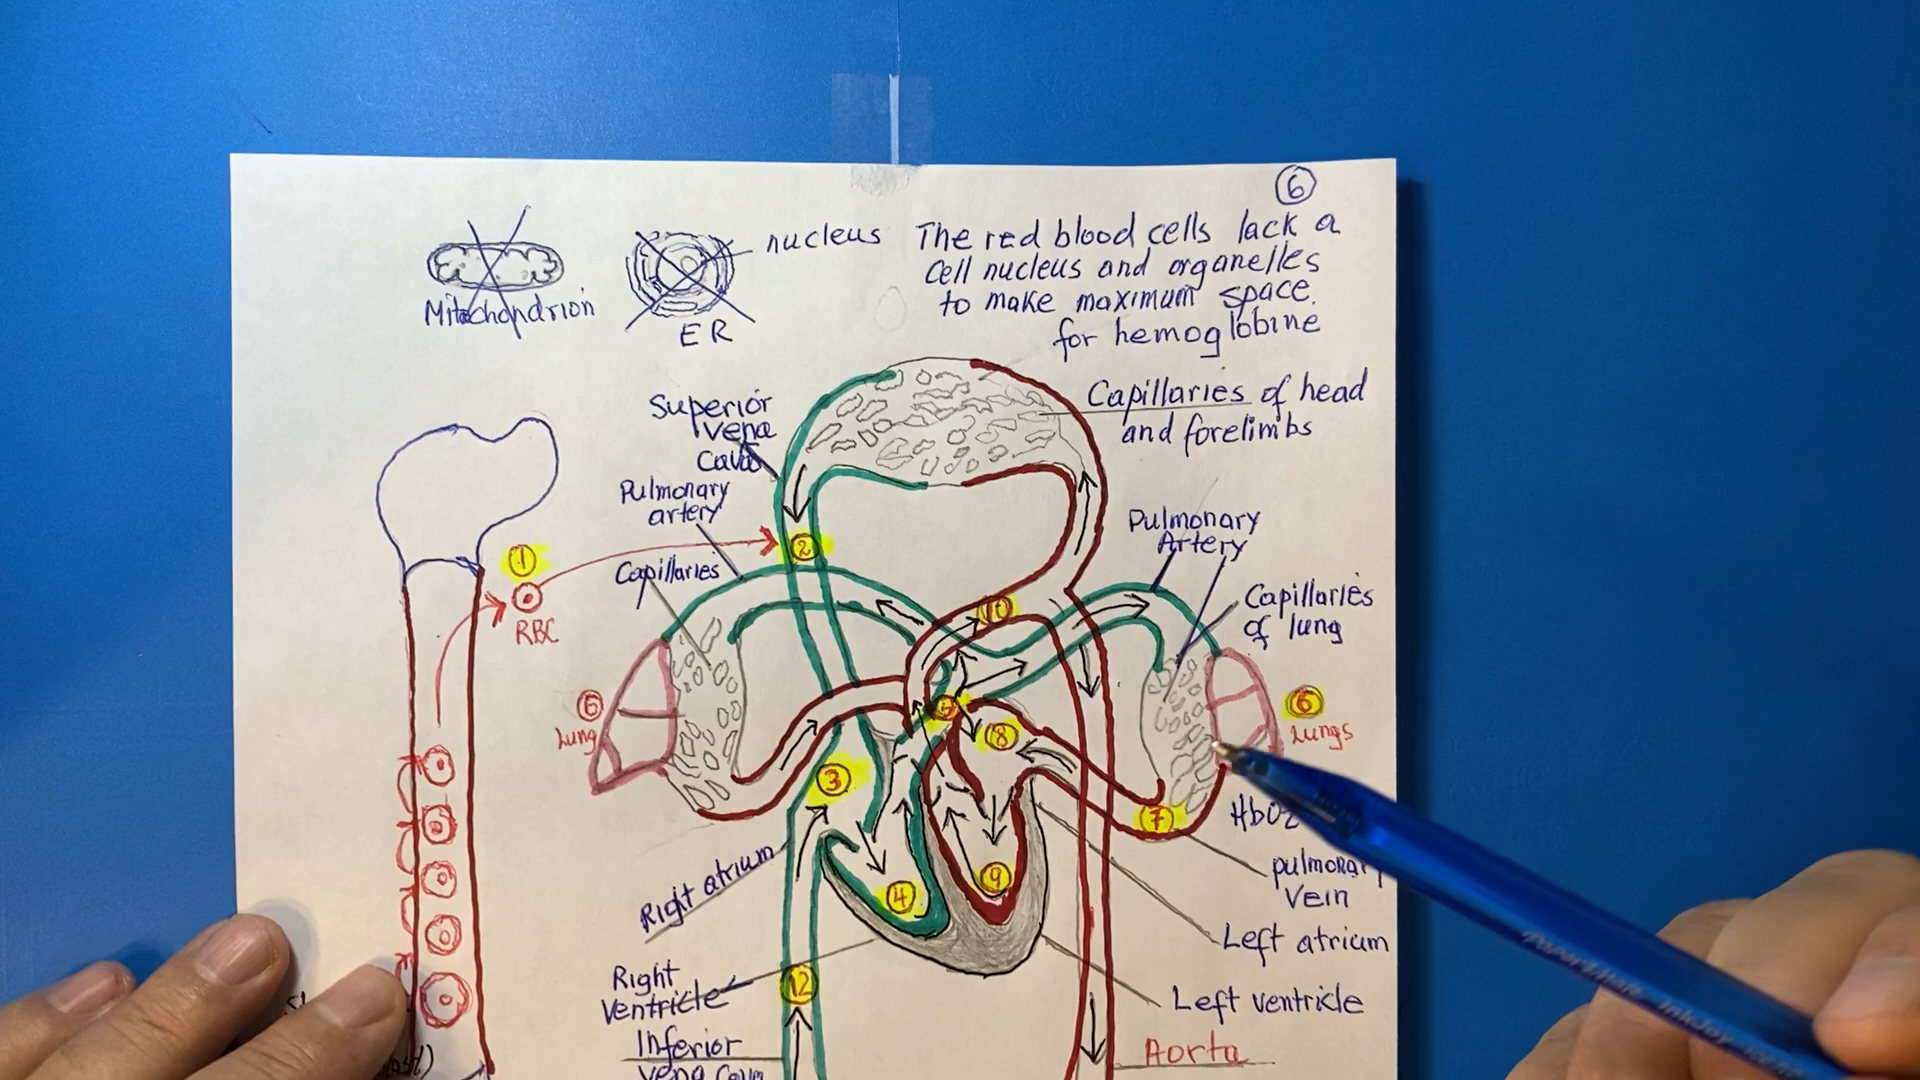 6
nucleus
Mitochondrion
ER
The red blood cells lack a
cell nucleus and organelles
to make maximum space.
for hemoglobine
Superior
vena
Cava
Capillaries of head
and forelimbs
Pulmonary
artery
Pulmonary
Artery
1
2
Capillaries
Capillaries
of lung
RBC
6
Lung
6
Lungs
8
3
7
HbO2
pulmonary
Vein
Right atrium
4
9
Left atrium
Right
Ventricle
12
Left ventricle
Inferior
vena
Aorta